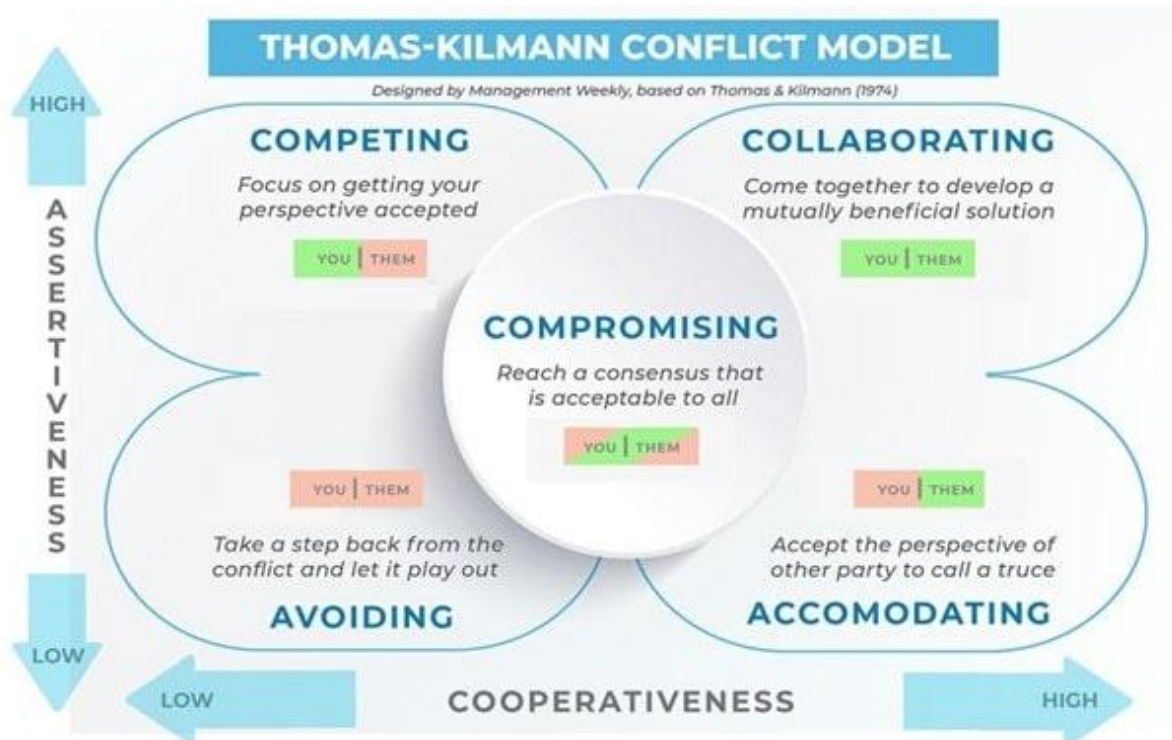 THOMAS-KILMANN CONFLICT MODEL
Designed by Management Weekly, based on Thomas & Kilmann (1974)
HIGH
ASSERTIVENESS
LOW
COMPETING
Focus on getting your
perspective accepted
YOU | THEM
COLLABORATING
Come together to develop a
mutually beneficial solution
YOU | THEM
COMPROMISING
Reach a consensus that
is acceptable to all
YOU | THEM
YOU | THEM
Take a step back from the
conflict and let it play out
AVOIDING
YOU | THEM
Accept the perspective of
other party to call a truce
ACCOMODATING
LOW
COOPERATIVENESS
HIGH